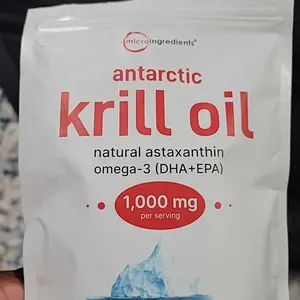 microingredients®
antarctic
krill oil
natural astaxanthin
omega-3 (DHA+EPA)
1,000 mg
per serving